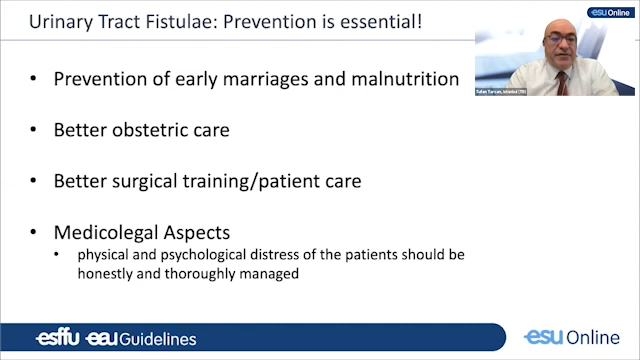 Urinary Tract Fistulae: Prevention is essential!
esu Online
Tufan Tarcan, Istanbul (TR)
• Prevention of early marriages and malnutrition
• Better obstetric care
• Better surgical training/patient care
• Medicolegal Aspects
• physical and psychological distress of the patients should be
honestly and thoroughly managed
esffu eau Guidelines
esu Online